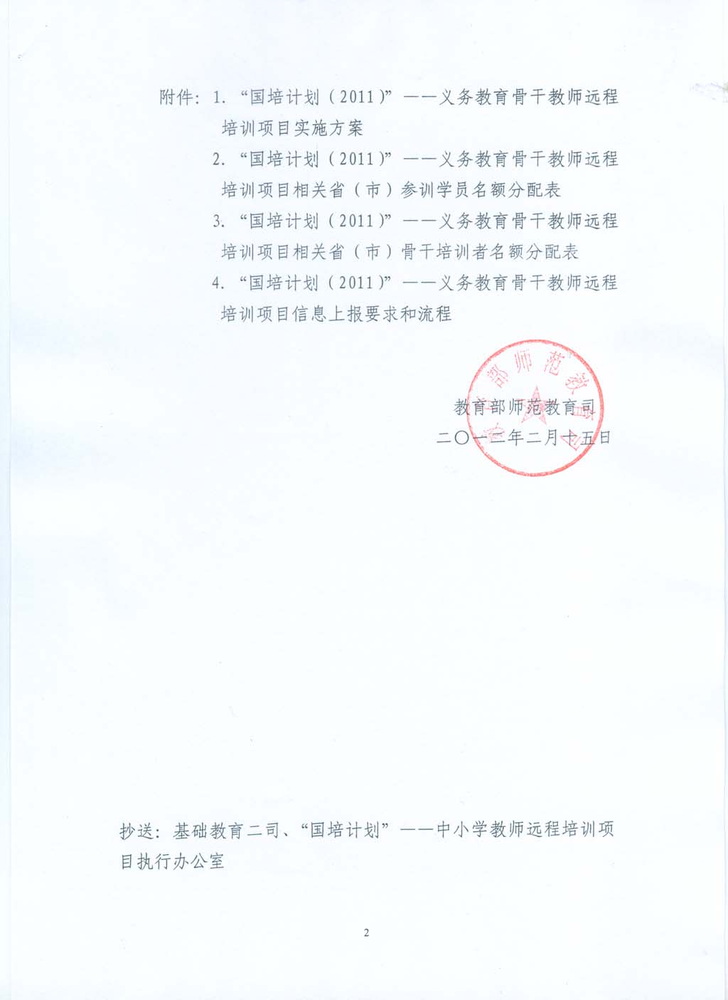 附件：1.“国培计划（2011）”——义务教育骨干教师远程
培训项目实施方案
2.“国培计划（2011）”——义务教育骨干教师远程
培训项目相关省（市）参训学员名额分配表
3.“国培计划（2011）”——义务教育骨干教师远程
培训项目相关省（市）骨干培训者名额分配表
4.“国培计划（2011）”——义务教育骨干教师远程
培训项目信息上报要求和流程
教育部师范教育司
教育部师范教育司
二〇一二年二月十五日
抄送：基础教育二司、“国培计划”——中小学教师远程培训项
目执行办公室
2